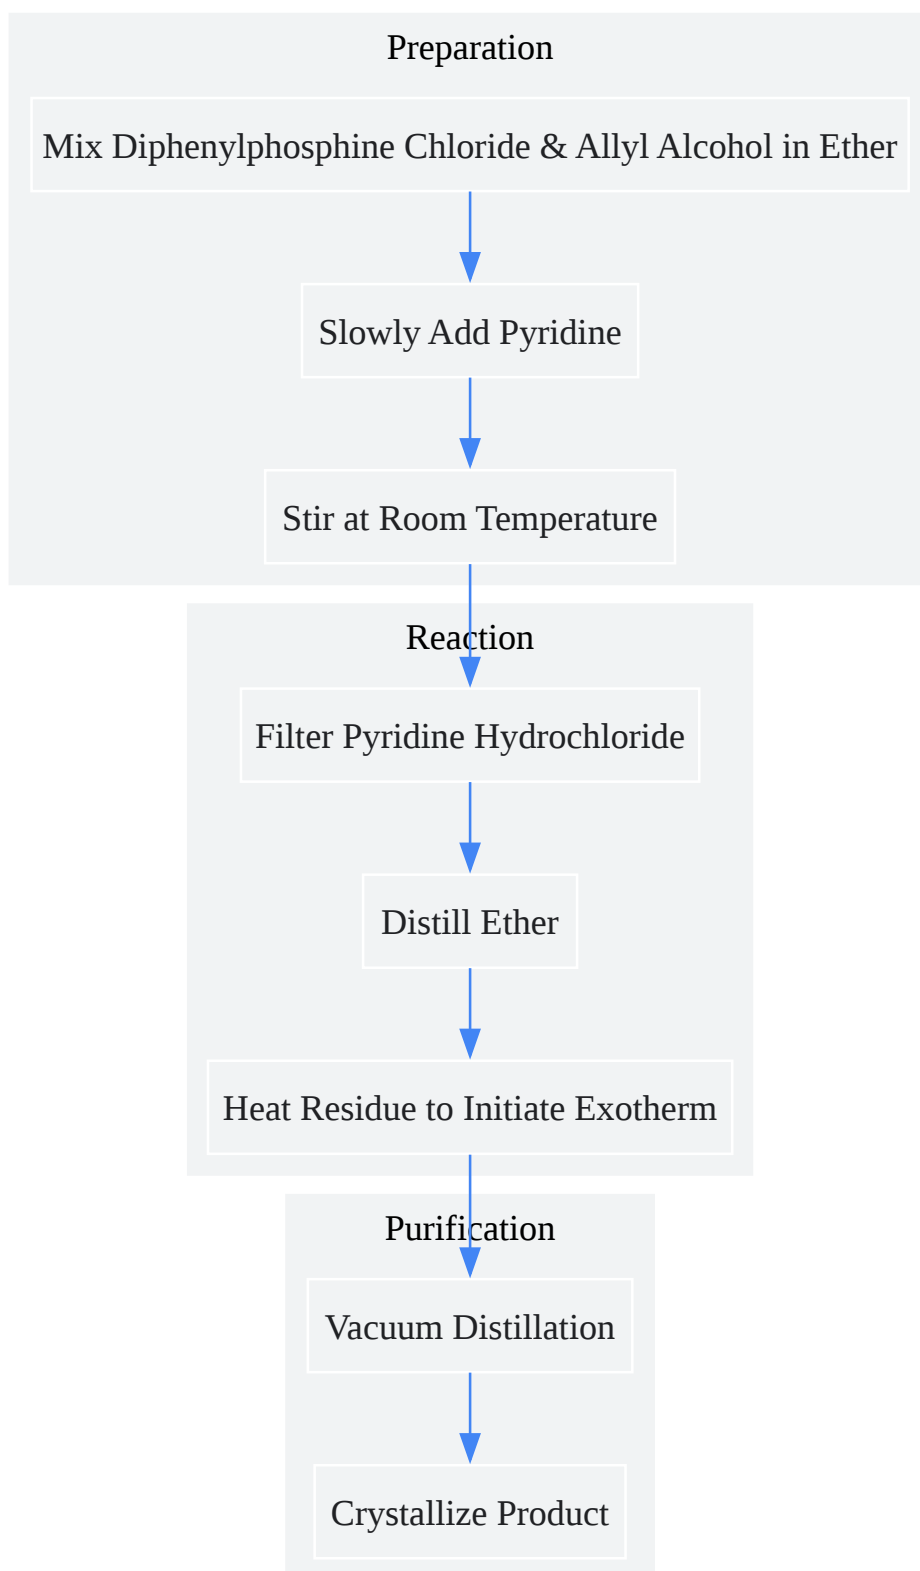 Preparation
Mix Diphenylphosphine Chloride & Allyl Alcohol in Ether
Slowly Add Pyridine
Stir at Room Temperature
Reaction
Filter Pyridine Hydrochloride
Distill Ether
Heat Residue to Initiate Exotherm
Purification
Vacuum Distillation
Crystallize Product